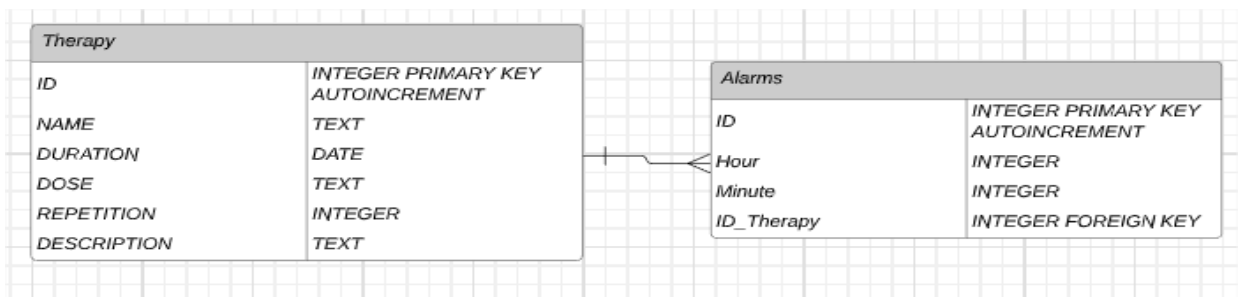 Therapy
ID INTEGER PRIMARY KEY
AUTOINCREMENT
NAME TEXT
DURATION DATE
DOSE TEXT
REPETITION INTEGER
DESCRIPTION TEXT
Alarms
ID INTEGER PRIMARY KEY
AUTOINCREMENT
Hour INTEGER
Minute INTEGER
ID_Therapy INTEGER FOREIGN KEY